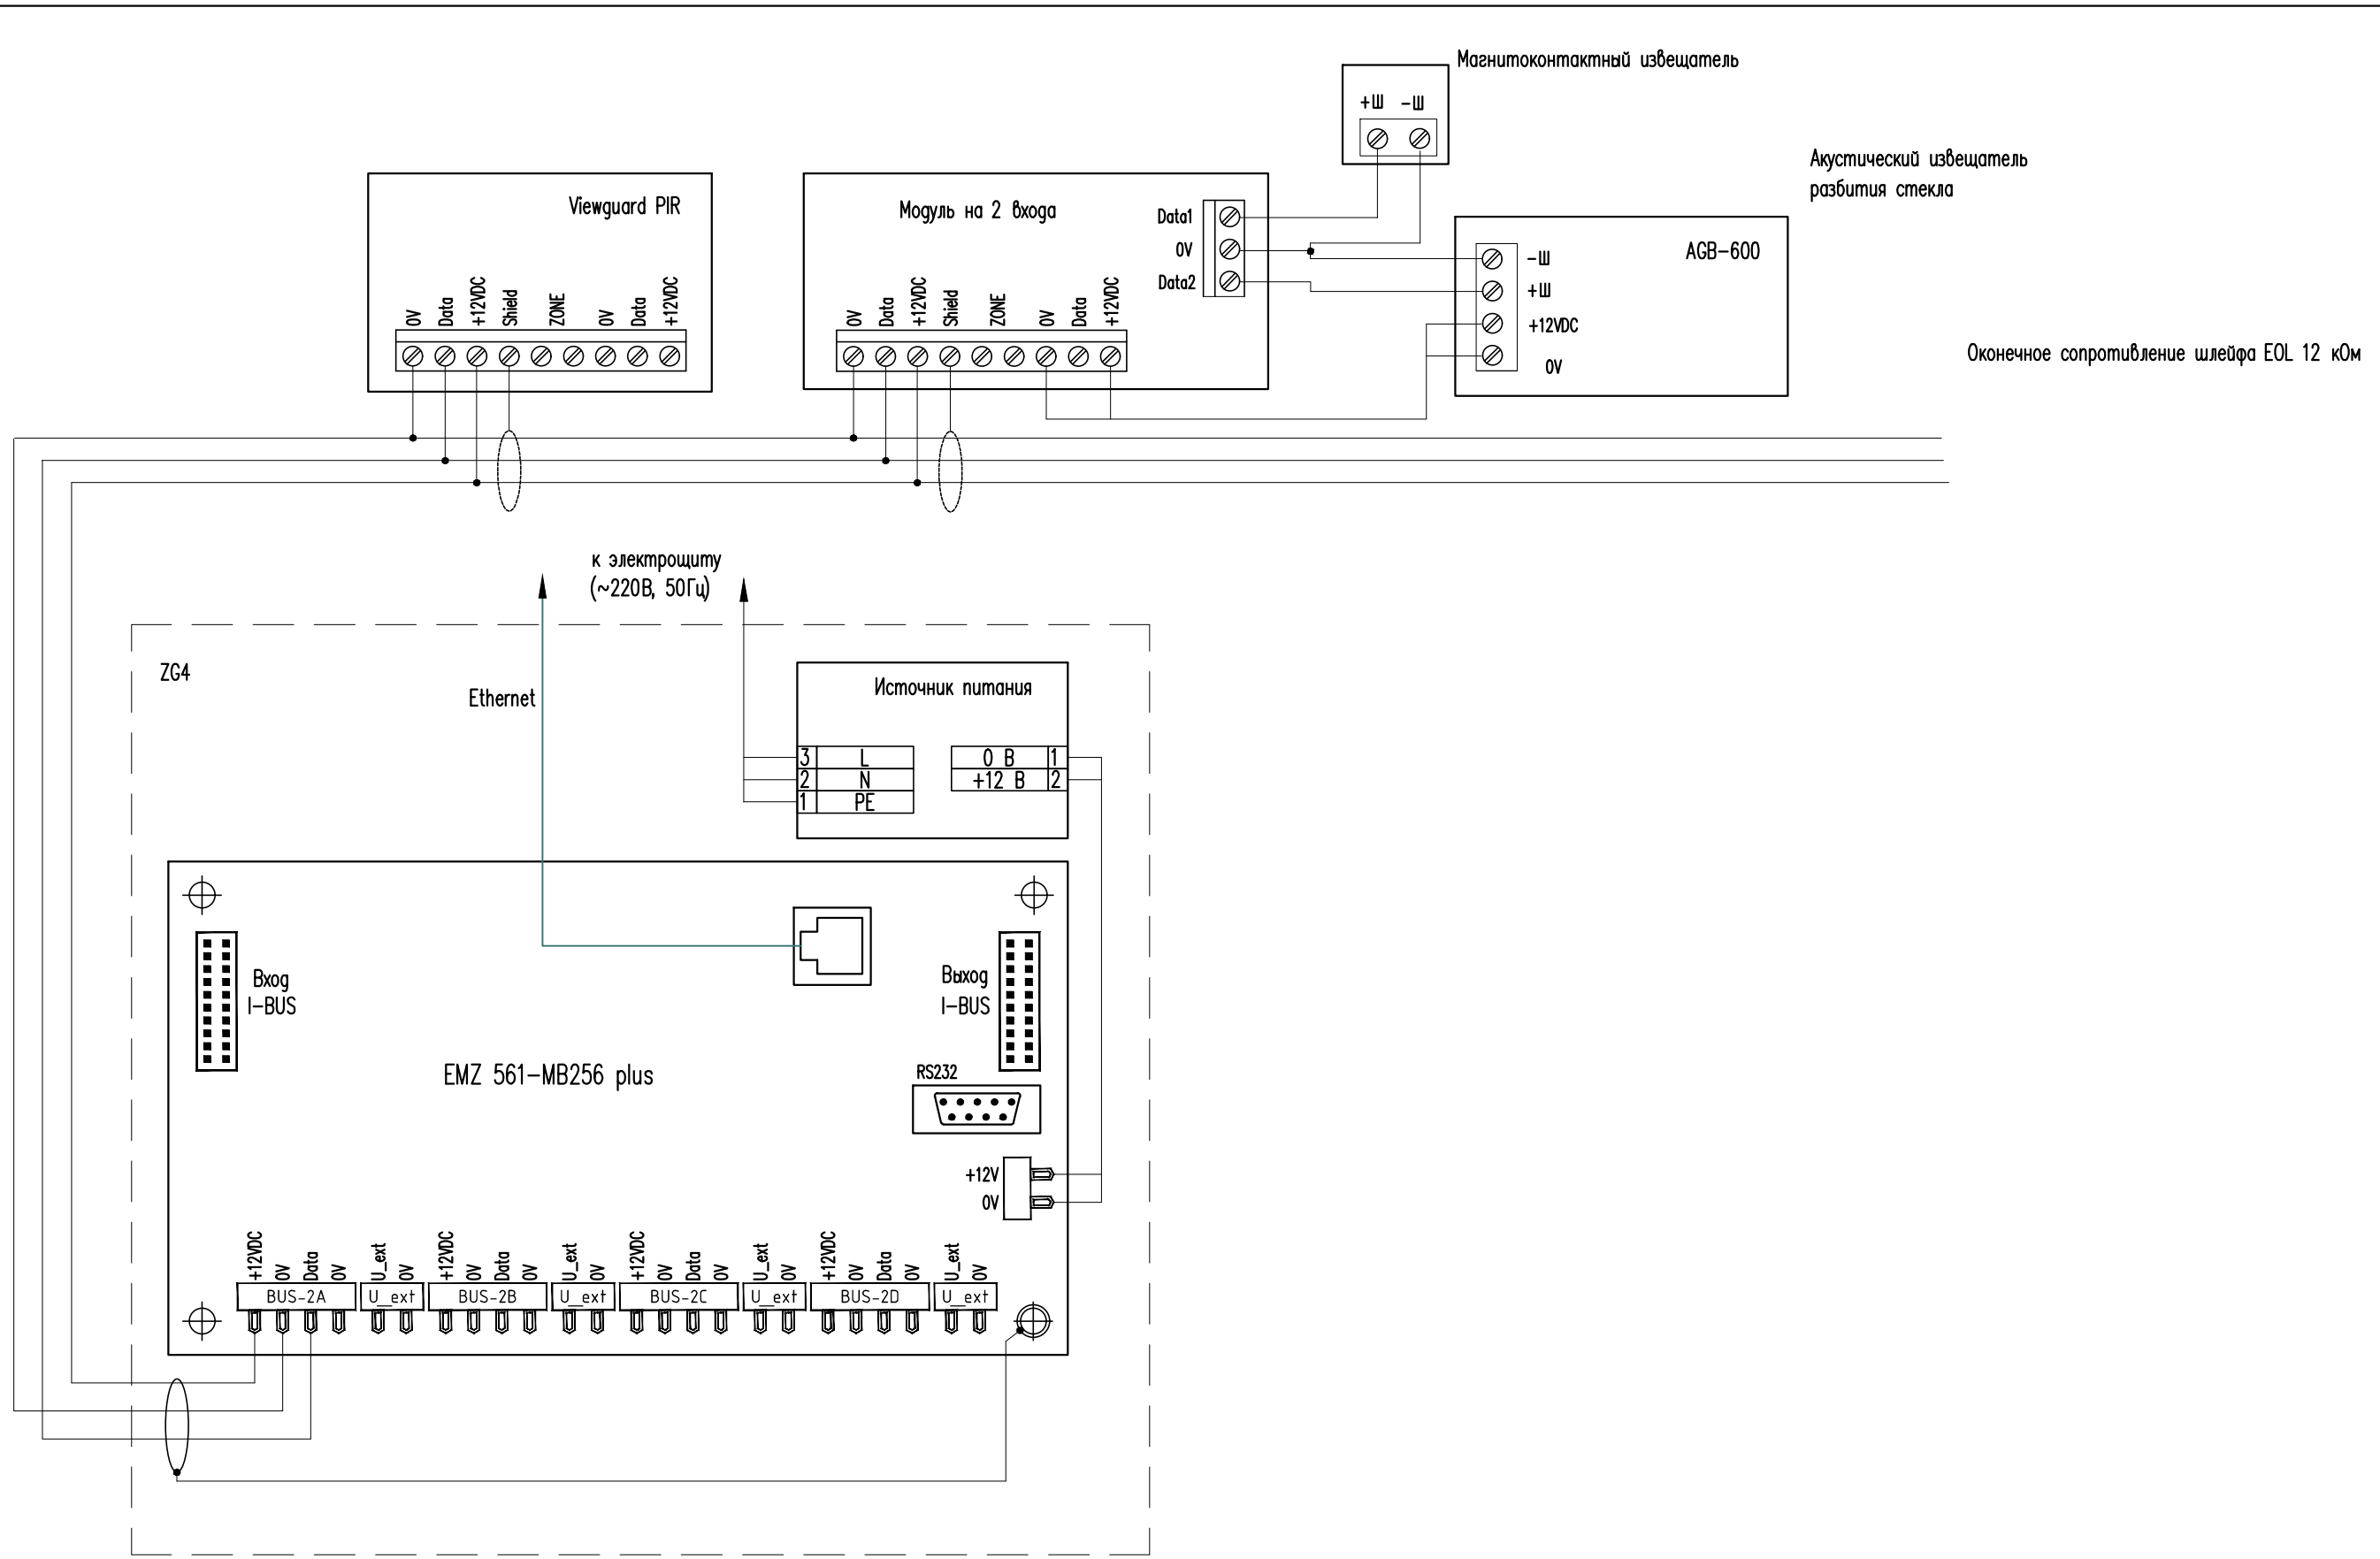 Магнитоконтактный извещатель
+Ш -Ш
Акустический извещатель
разбития стекла
Viewguard PIR
0V Data +12VDC Shield ZONE 0V Data +12VDC
Модуль на 2 входа
Data1
0V
Data2
0V Data +12VDC Shield ZONE 0V Data +12VDC
AGB-600
-Ш
+Ш
+12VDC
0V
Оконечное сопротивление шлейфа EOL 12 кОм
к электрощиту
(~220В, 50Гц)
ZG4
Ethernet
Источник питания
3 L
2 N
1 PE
0 В 1
+12 В 2
Вход
I-BUS
Выход
I-BUS
EMZ 561-MB256 plus
RS232
+12V
0V
+12VDC 0V Data 0V U_ext 0V +12VDC 0V Data 0V U_ext 0V +12VDC 0V Data 0V U_ext 0V +12VDC 0V Data 0V U_ext 0V
BUS-2A U_ext BUS-2B U_ext BUS-2C U_ext BUS-2D U_ext